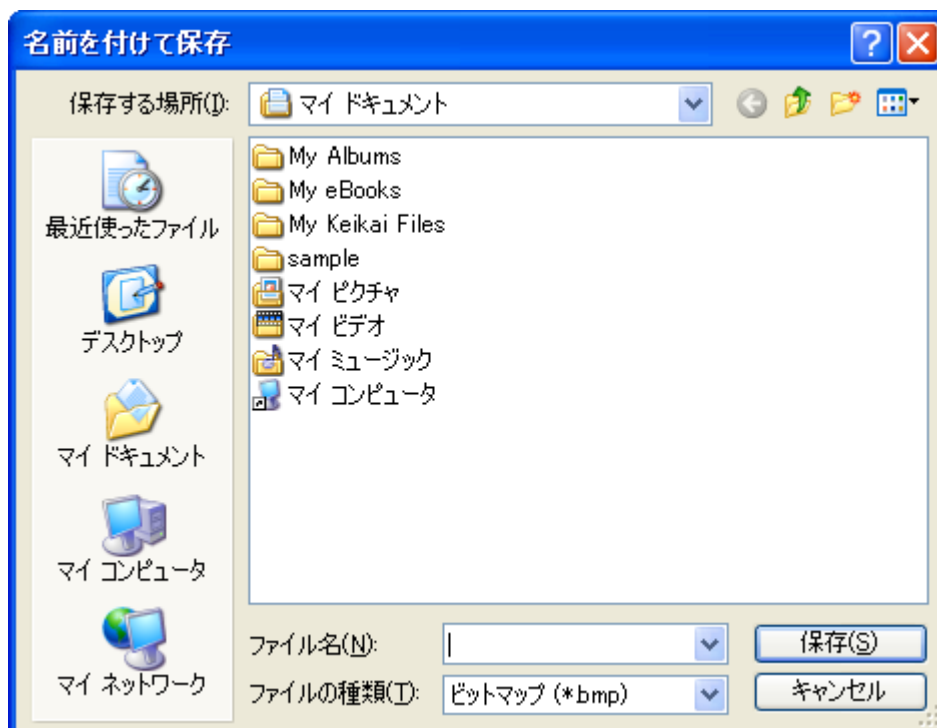 名前を付けて保存
保存する場所(I):
マイ ドキュメント
最近使ったファイル
デスクトップ
マイ ドキュメント
マイ コンピュータ
マイ ネットワーク
My Albums
My eBooks
My Keikai Files
sample
マイ ピクチャ
マイ ビデオ
マイ ミュージック
マイ コンピュータ
ファイル名(N):
保存(S)
ファイルの種類(T):
ビットマップ (*.bmp)
キャンセル